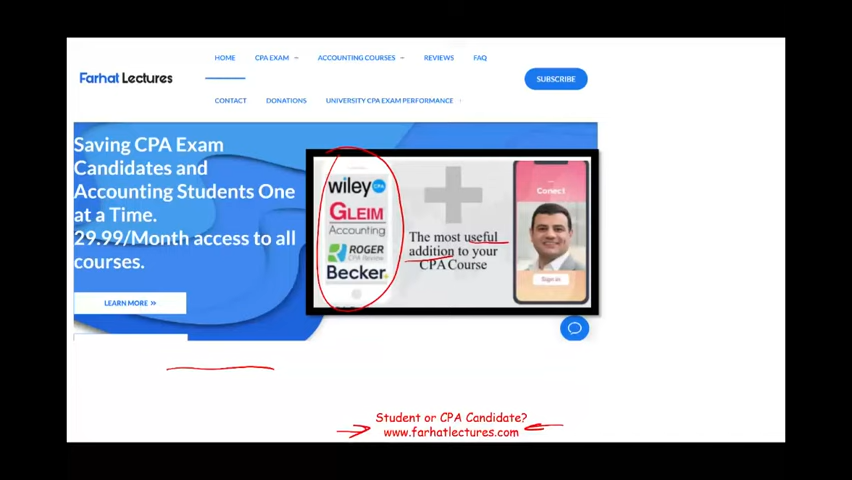 HOME
CPA EXAM
ACCOUNTING COURSES
REVIEWS
FAQ
Farhat Lectures
SUBSCRIBE
CONTACT
DONATIONS
UNIVERSITY CPA EXAM PERFORMANCE
Saving CPA Exam
Candidates and
Accounting Students One
at a Time.
29.99/Month access to all
courses.
LEARN MORE »
wiley CPA
GLEIM
Accounting
ROGER
CPA Review
Becker.
The most useful
addition to your
CPA Course
Conect
Sign in
Student or CPA Candidate?
www.farhatlectures.com